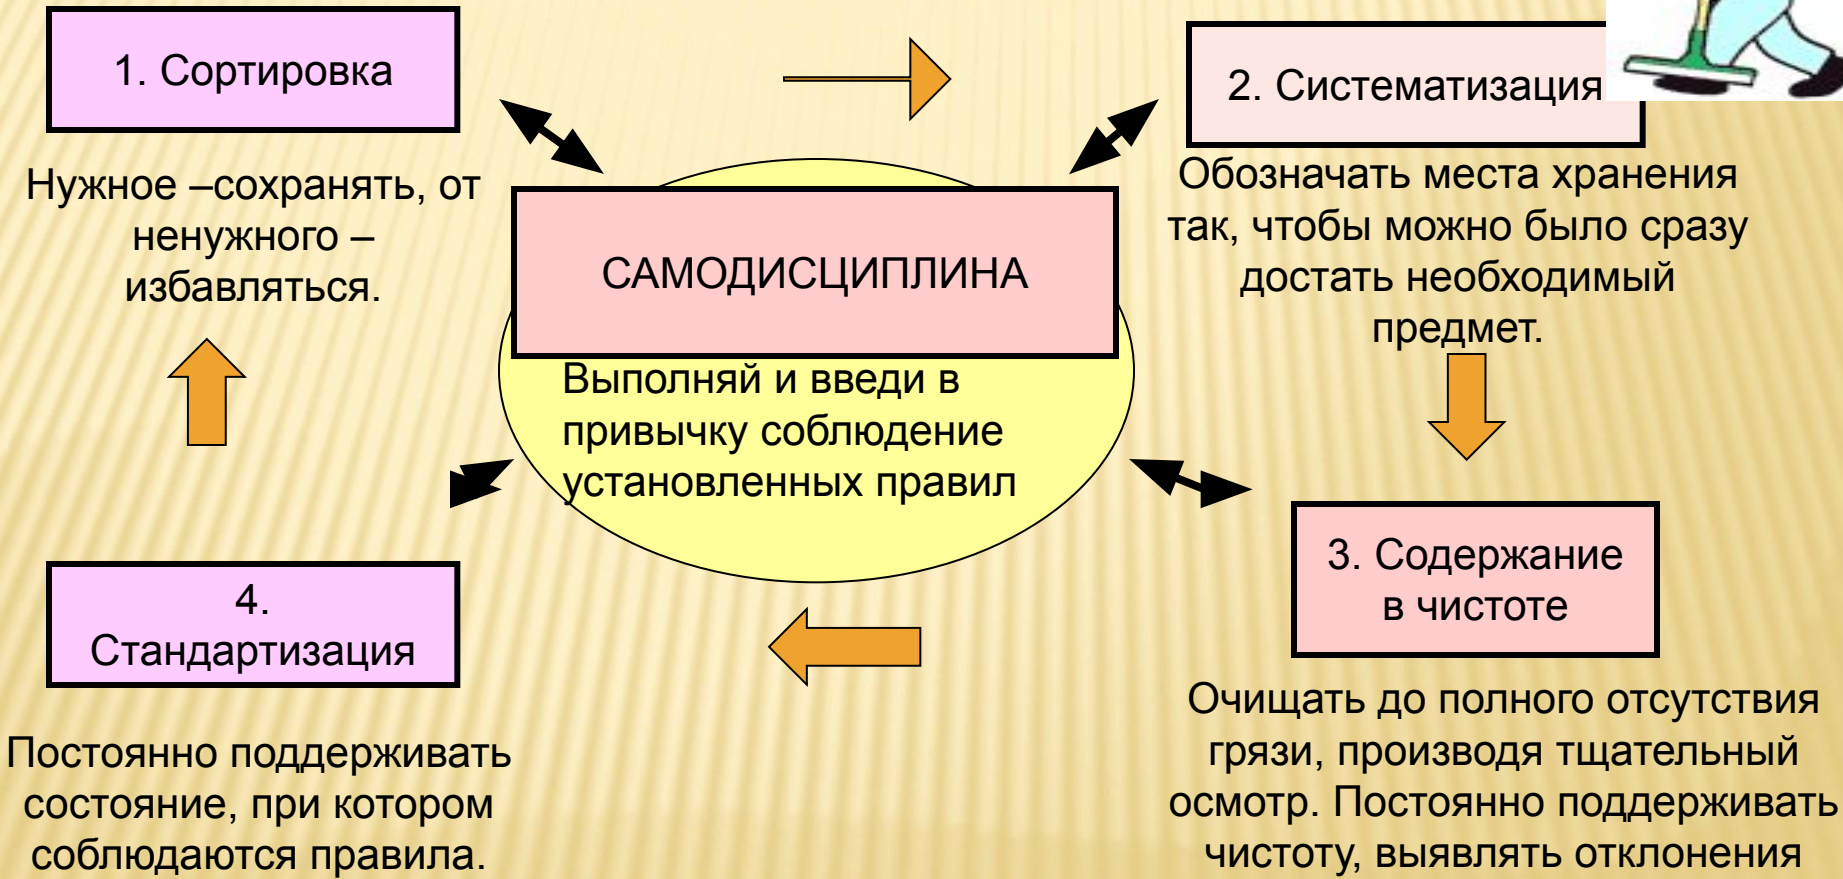 1. Сортировка
Нужное –сохранять, от
ненужного –
избавляться.
2. Систематизация
Обозначать места хранения
так, чтобы можно было сразу
достать необходимый
предмет.
САМОДИСЦИПЛИНА
Выполняй и введи в
привычку соблюдение
установленных правил
3. Содержание
в чистоте
Очищать до полного отсутствия
грязи, производя тщательный
осмотр. Постоянно поддерживать
чистоту, выявлять отклонения
4.
Стандартизация
Постоянно поддерживать
состояние, при котором
соблюдаются правила.